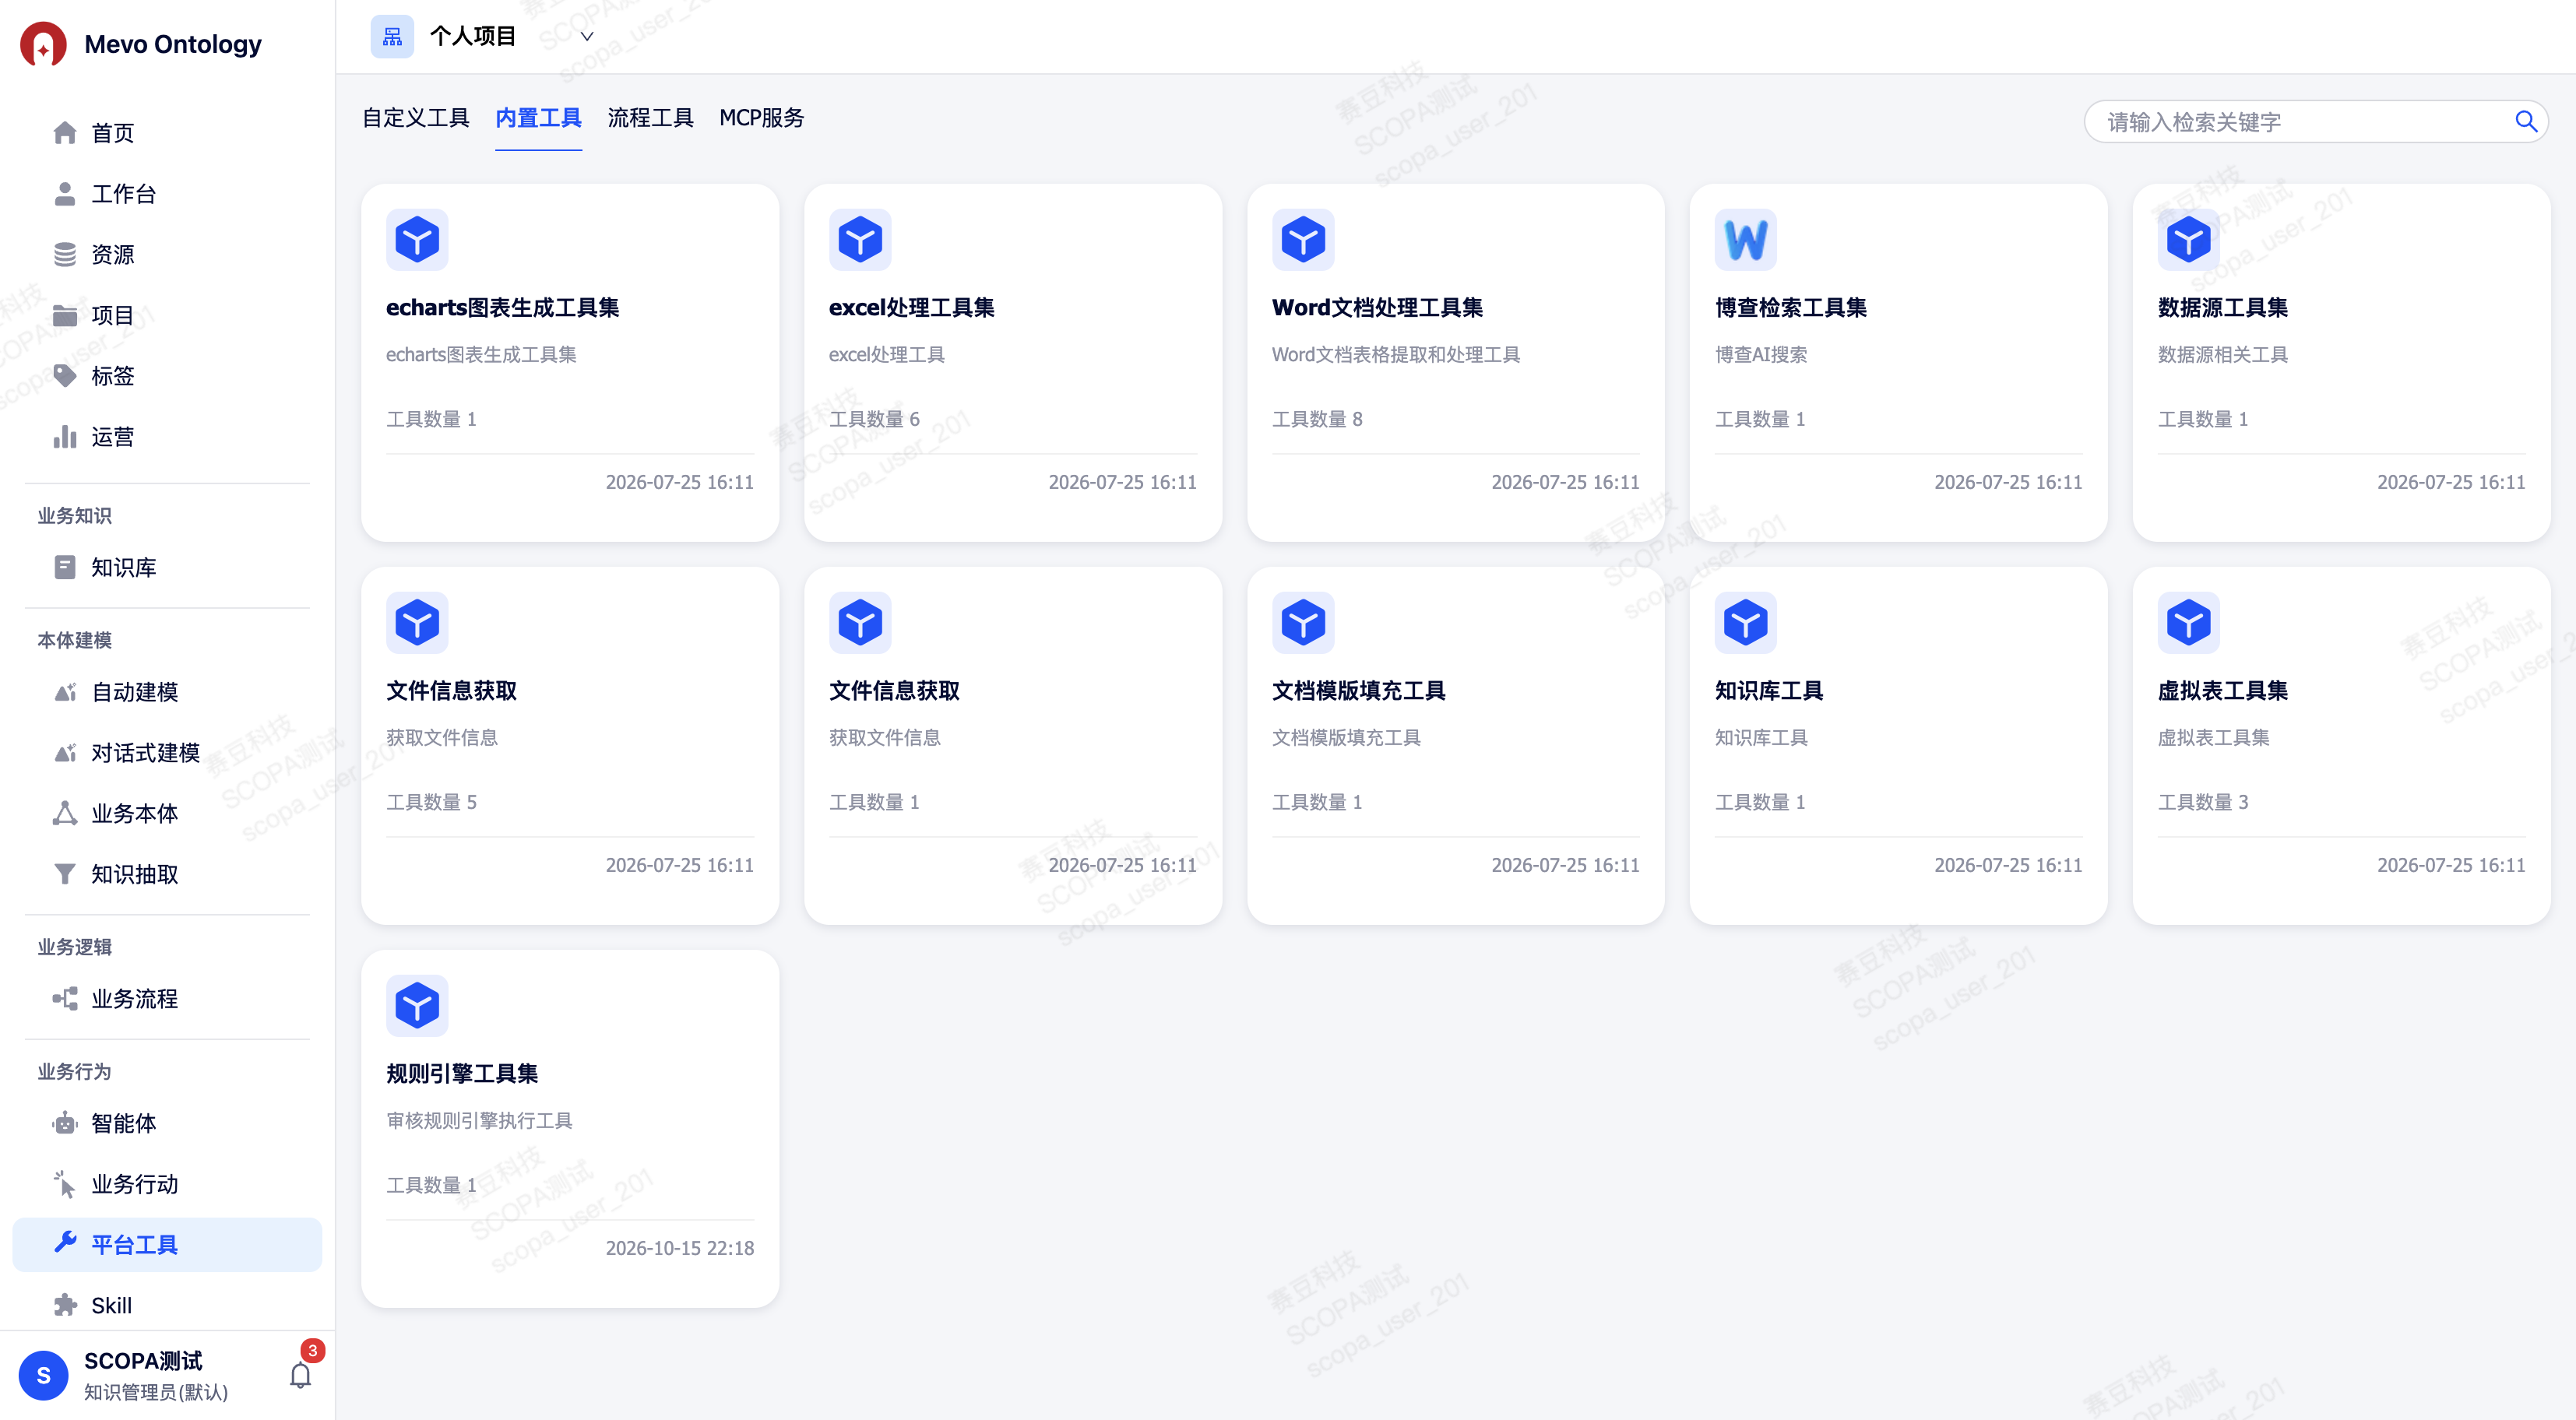 Mevo Ontology
首页
工作台
资源
项目
标签
运营
业务知识
知识库
本体建模
自动建模
对话式建模
业务本体
知识抽取
业务逻辑
业务流程
业务行为
智能体
业务行动
平台工具
Skill
S
SCOPA测试
知识管理员(默认)
3
个人项目
自定义工具 内置工具 流程工具 MCP服务
请输入检索关键字
echarts图表生成工具集
echarts图表生成工具集
工具数量 1
2026-07-25 16:11
excel处理工具集
excel处理工具
工具数量 6
2026-07-25 16:11
Word文档处理工具集
Word文档表格提取和处理工具
工具数量 8
2026-07-25 16:11
博查检索工具集
博查AI搜索
工具数量 1
2026-07-25 16:11
数据源工具集
数据源相关工具
工具数量 1
2026-07-25 16:11
文件信息获取
获取文件信息
工具数量 5
2026-07-25 16:11
文件信息获取
获取文件信息
工具数量 1
2026-07-25 16:11
文档模版填充工具
文档模版填充工具
工具数量 1
2026-07-25 16:11
知识库工具
知识库工具
工具数量 1
2026-07-25 16:11
虚拟表工具集
虚拟表工具集
工具数量 3
2026-07-25 16:11
规则引擎工具集
审核规则引擎执行工具
工具数量 1
2026-10-15 22:18
赛豆科技
SCOPA测试
scopa_user_201